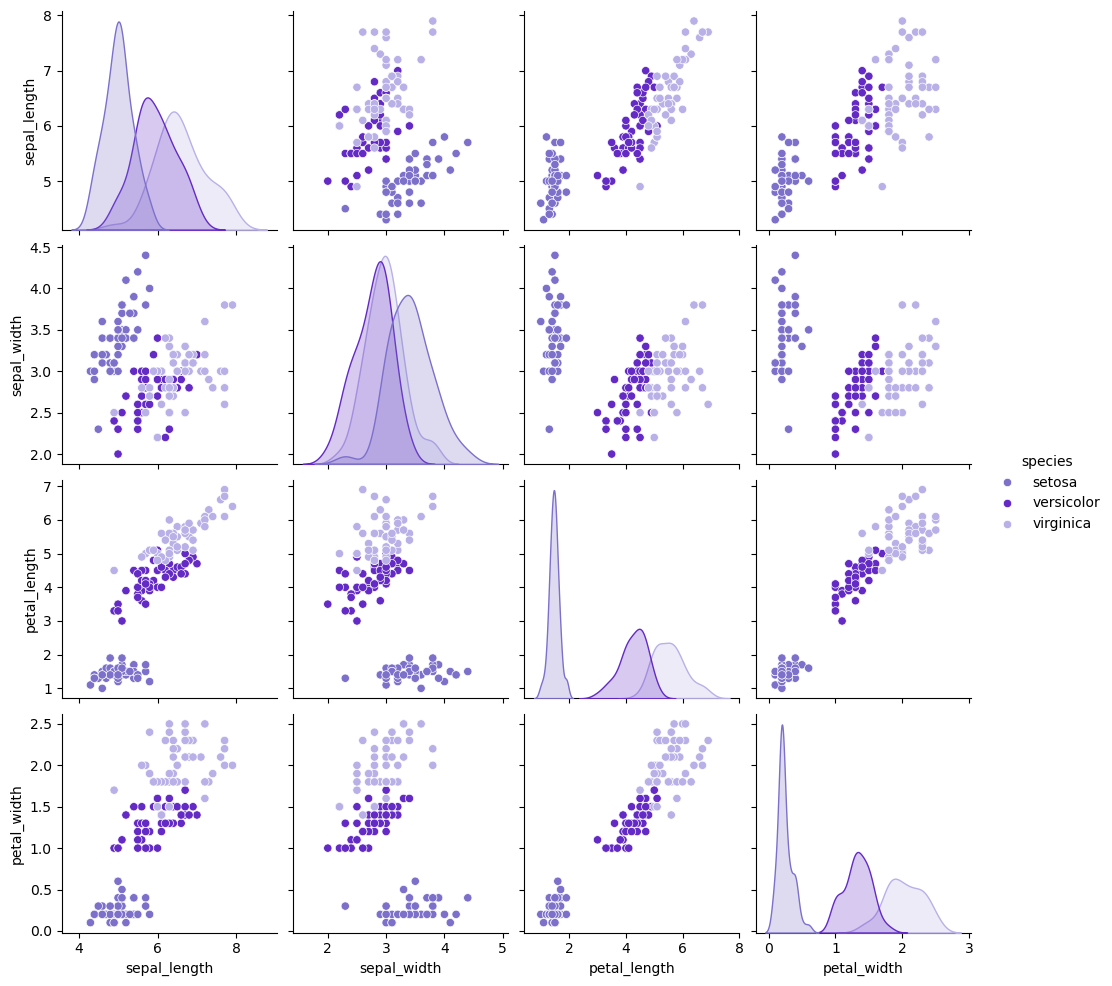 8
7
6
5
sepal_length
4.5
4.0
3.5
3.0
2.5
2.0
sepal_width
species
setosa
versicolor
virginica
7
6
5
4
3
2
1
petal_length
2.5
2.0
1.5
1.0
0.5
0.0
petal_width
4 6 8
2 3 4 5
2 4 6 8
0 1 2 3
sepal_length sepal_width petal_length petal_width